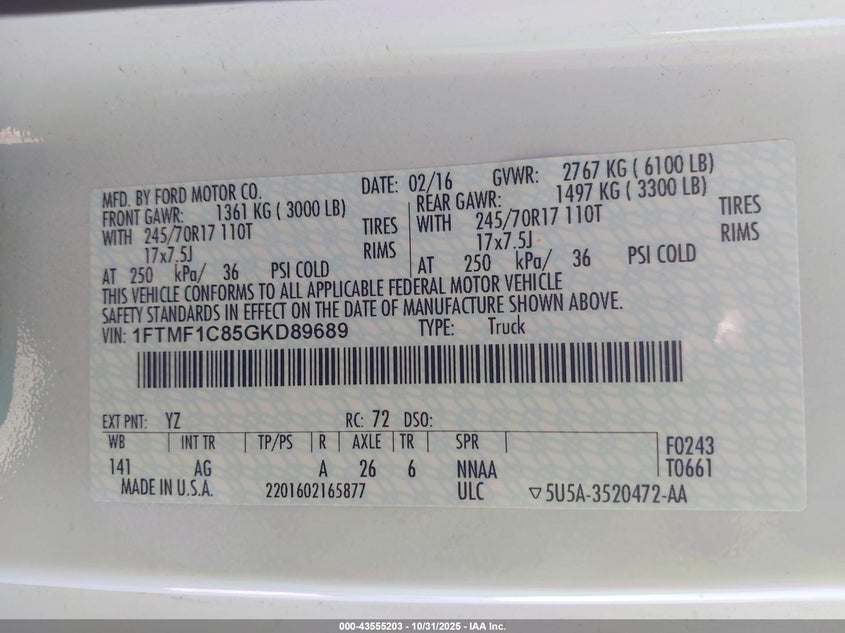 MFD. BY FORD MOTOR CO. DATE: 02/16 GVWR: 2767 KG ( 6100 LB)
FRONT GAWR: 1361 KG ( 3000 LB) REAR GAWR: 1497 KG ( 3300 LB)
WITH 245/70R17 110T TIRES WITH 245/70R17 110T TIRES
17x7.5J RIMS 17x7.5J RIMS
AT 250 kPa/ 36 PSI COLD AT 250 kPa/ 36 PSI COLD
THIS VEHICLE CONFORMS TO ALL APPLICABLE FEDERAL MOTOR VEHICLE
SAFETY STANDARDS IN EFFECT ON THE DATE OF MANUFACTURE SHOWN ABOVE.
VIN: 1FTMF1C85GKD89689 TYPE: Truck
EXT PNT: YZ RC: 72 DSO:
WB INT TR TP/PS R AXLE TR SPR F0243
141 AG A 26 6 NNAA T0661
MADE IN U.S.A. 2201602165877 ULC ▽5U5A-3520472-AA
000-43555203 - 10/31/2025 - IAA Inc.